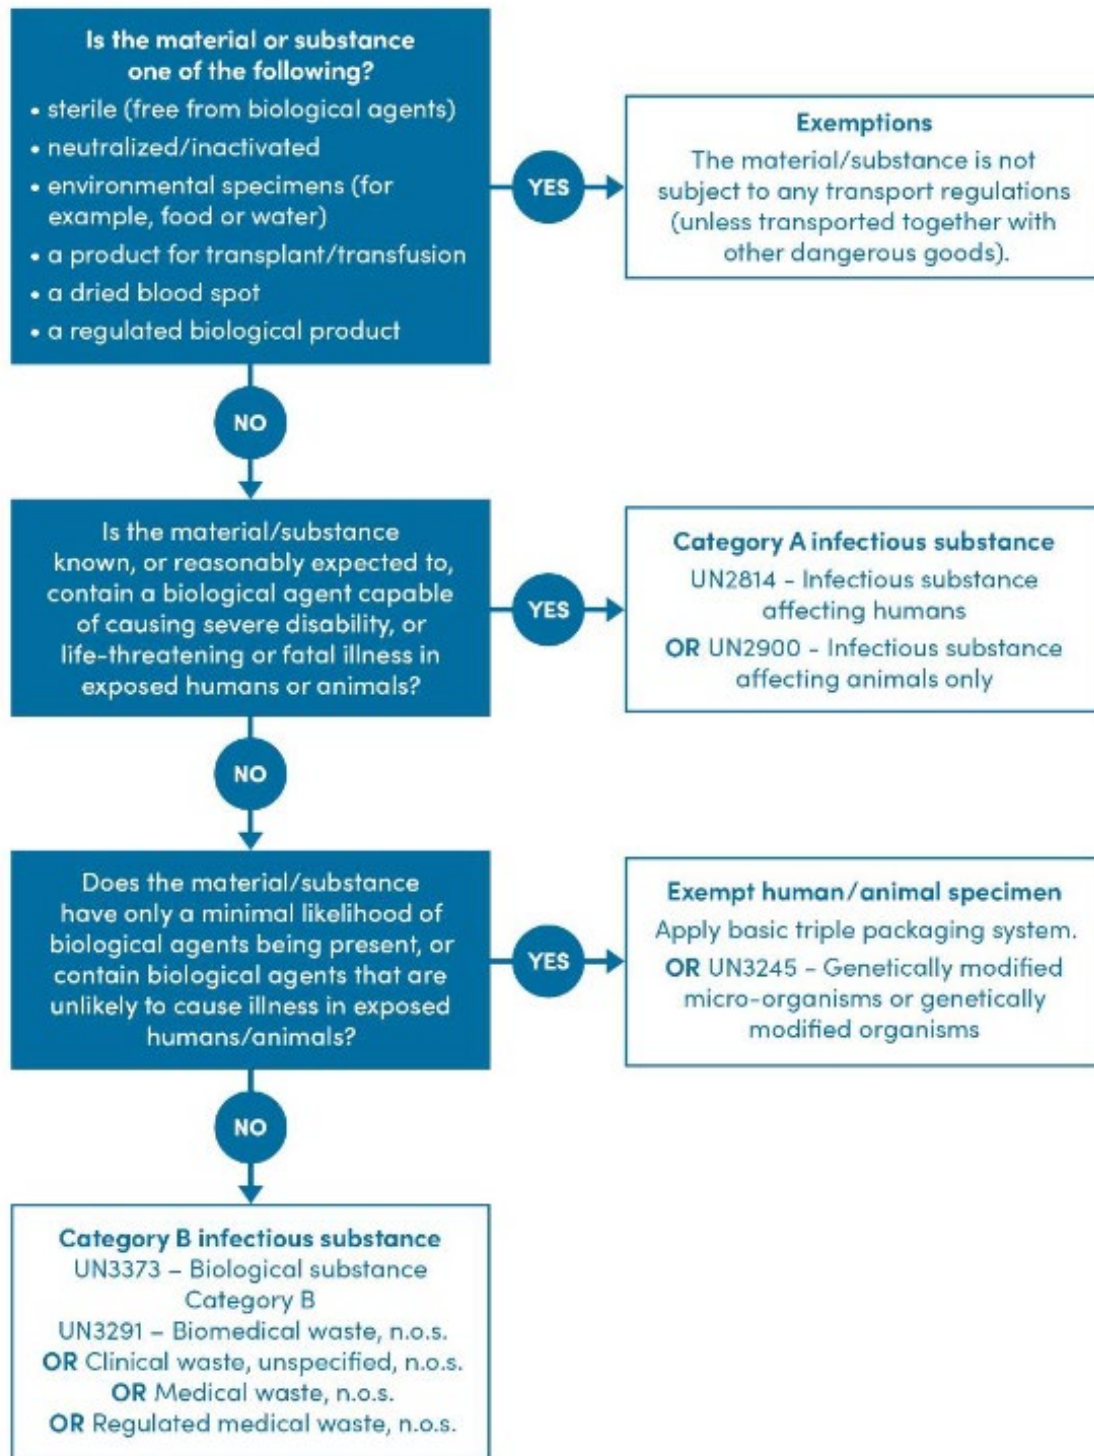 Is the material or substance
one of the following?
• sterile (free from biological agents)
• neutralized/inactivated
• environmental specimens (for
example, food or water)
• a product for transplant/transfusion
• a dried blood spot
• a regulated biological product
YES
Exemptions
The material/substance is not
subject to any transport regulations
(unless transported together with
other dangerous goods).
NO
Is the material/substance
known, or reasonably expected to,
contain a biological agent capable
of causing severe disability, or
life-threatening or fatal illness in
exposed humans or animals?
YES
Category A infectious substance
UN2814 - Infectious substance
affecting humans
OR UN2900 - Infectious substance
affecting animals only
NO
Does the material/substance
have only a minimal likelihood of
biological agents being present, or
contain biological agents that are
unlikely to cause illness in exposed
humans/animals?
YES
Exempt human/animal specimen
Apply basic triple packaging system.
OR UN3245 - Genetically modified
micro-organisms or genetically
modified organisms
NO
Category B infectious substance
UN3373 – Biological substance
Category B
UN3291 – Biomedical waste, n.o.s.
OR Clinical waste, unspecified, n.o.s.
OR Medical waste, n.o.s.
OR Regulated medical waste, n.o.s.